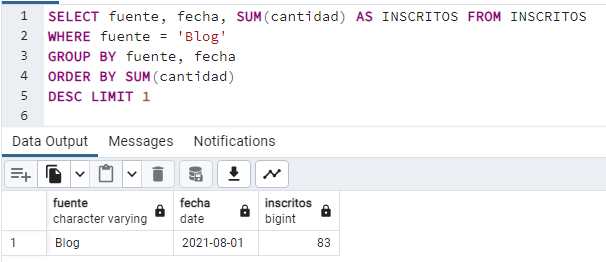 1 SELECT fuente, fecha, SUM(cantidad) AS INSCRITOS FROM INSCRITOS
2 WHERE fuente = 'Blog'
3 GROUP BY fuente, fecha
4 ORDER BY SUM(cantidad)
5 DESC LIMIT 1
6
Data Output Messages Notifications
fuente fecha inscritos
character varying date bigint
1 Blog 2021-08-01 83